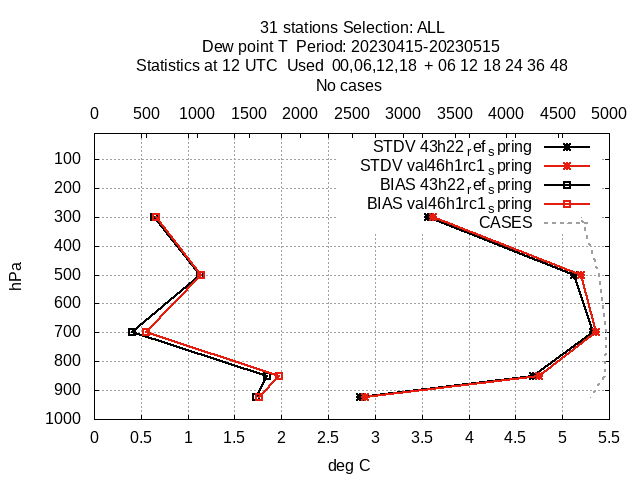 31 stations Selection: ALL
Dew point T  Period: 20230415-20230515
Statistics at 12 UTC  Used  00,06,12,18  + 06 12 18 24 36 48
No cases
0 500 1000 1500 2000 2500 3000 3500 4000 4500 5000
STDV 43h22_ref_spring
STDV val46h1rc1_spring
BIAS 43h22_ref_spring
BIAS val46h1rc1_spring
CASES
100
200
300
400
500
600
700
800
900
1000
hPa
0 0.5 1 1.5 2 2.5 3 3.5 4 4.5 5 5.5
deg C